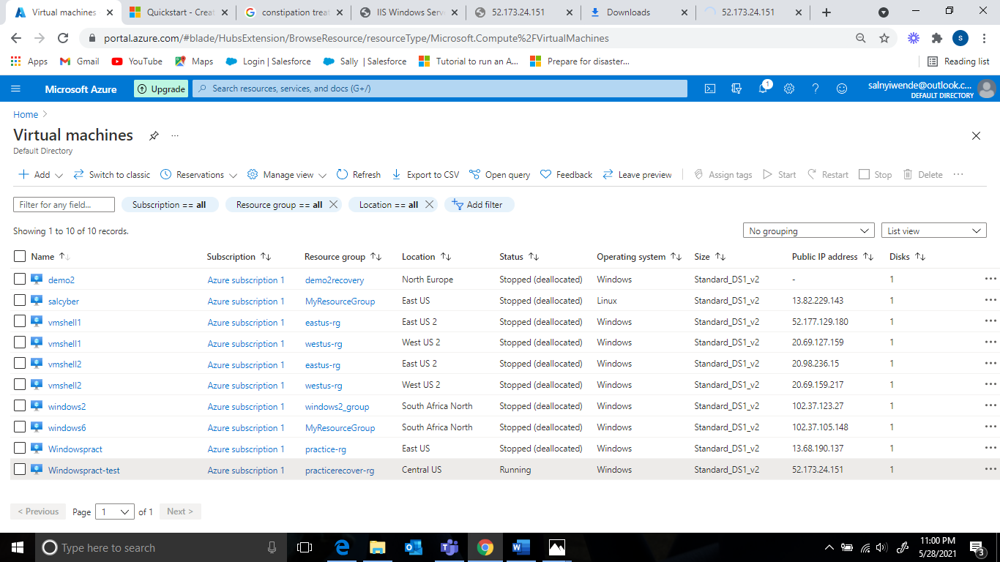 Virtual machines
Quickstart - Creat
constipation treat
IIS Windows Serv
52.173.24.151
Downloads
52.173.24.151
portal.azure.com/#blade/HubsExtension/BrowseResource/resourceType/Microsoft.Compute%2FVirtualMachines
S
Apps Gmail YouTube Maps Login | Salesforce Sally | Salesforce Tutorial to run an A... Prepare for disaster... Reading list
Microsoft Azure Upgrade Search resources, services, and docs (G+/) 1 salnyiwende@outlook.c...
DEFAULT DIRECTORY
Home >
Virtual machines ...
Default Directory
Add Switch to classic Reservations Manage view Refresh Export to CSV Open query Feedback Leave preview Assign tags Start Restart Stop Delete ...
Filter for any field... Subscription == all Resource group == all Location == all Add filter
Showing 1 to 10 of 10 records. No grouping List view
Name Subscription Resource group Location Status Operating system Size Public IP address Disks
demo2 Azure subscription 1 demo2recovery North Europe Stopped (deallocated) Windows Standard_DS1_v2 - 1 ...
salcyber Azure subscription 1 MyResourceGroup East US Stopped (deallocated) Linux Standard_DS1_v2 13.82.229.143 1 ...
vmshell1 Azure subscription 1 eastus-rg East US 2 Stopped (deallocated) Windows Standard_DS1_v2 52.177.129.180 1 ...
vmshell1 Azure subscription 1 westus-rg West US 2 Stopped (deallocated) Windows Standard_DS1_v2 20.69.127.159 1 ...
vmshell2 Azure subscription 1 eastus-rg East US 2 Stopped (deallocated) Windows Standard_DS1_v2 20.98.236.15 1 ...
vmshell2 Azure subscription 1 westus-rg West US 2 Stopped (deallocated) Windows Standard_DS1_v2 20.69.159.217 1 ...
windows2 Azure subscription 1 windows2_group South Africa North Stopped (deallocated) Windows Standard_DS1_v2 102.37.123.27 1 ...
windows6 Azure subscription 1 MyResourceGroup South Africa North Stopped (deallocated) Windows Standard_DS1_v2 102.37.105.148 1 ...
Windowspract Azure subscription 1 practice-rg East US Stopped (deallocated) Windows Standard_DS1_v2 13.68.190.137 1 ...
Windowspract-test Azure subscription 1 practicerecover-rg Central US Running Windows Standard_DS1_v2 52.173.24.151 1 ...
< Previous Page 1 of 1 Next >
Type here to search
11:00 PM
5/28/2021
3